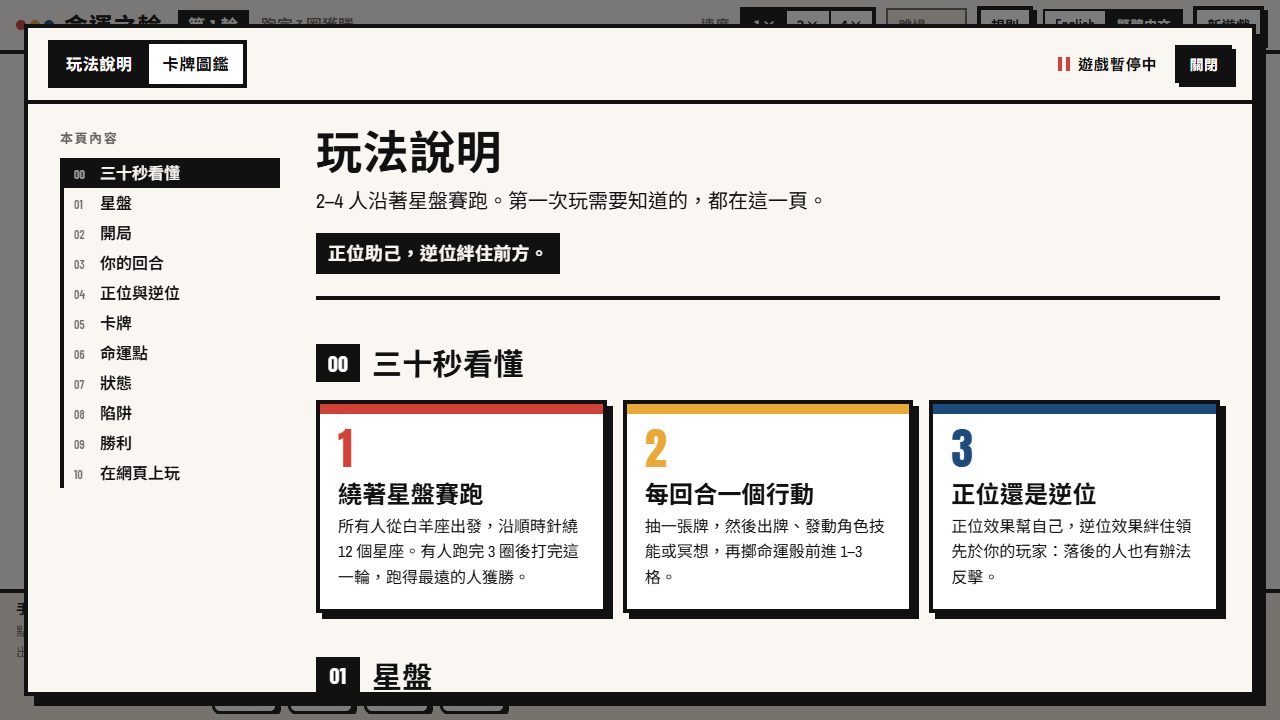 玩法說明
卡牌圖鑑
遊戲暫停中
關閉
本頁內容
00 三十秒看懂
01 星盤
02 開局
03 你的回合
04 正位與逆位
05 卡牌
06 命運點
07 狀態
08 陷阱
09 勝利
10 在網頁上玩
玩法說明
2–4 人沿著星盤賽跑。第一次玩需要知道的，都在這一頁。
正位助己，逆位絆住前方。
00 三十秒看懂
1
繞著星盤賽跑
所有人從白羊座出發，沿順時針繞
12 個星座。有人跑完 3 圈後打完這
一輪，跑得最遠的人獲勝。
2
每回合一個行動
抽一張牌，然後出牌、發動角色技
能或冥想，再擲命運骰前進 1–3
格。
3
正位還是逆位
正位效果幫自己，逆位效果絆住領
先於你的玩家：落後的人也有辦法
反擊。
01 星盤